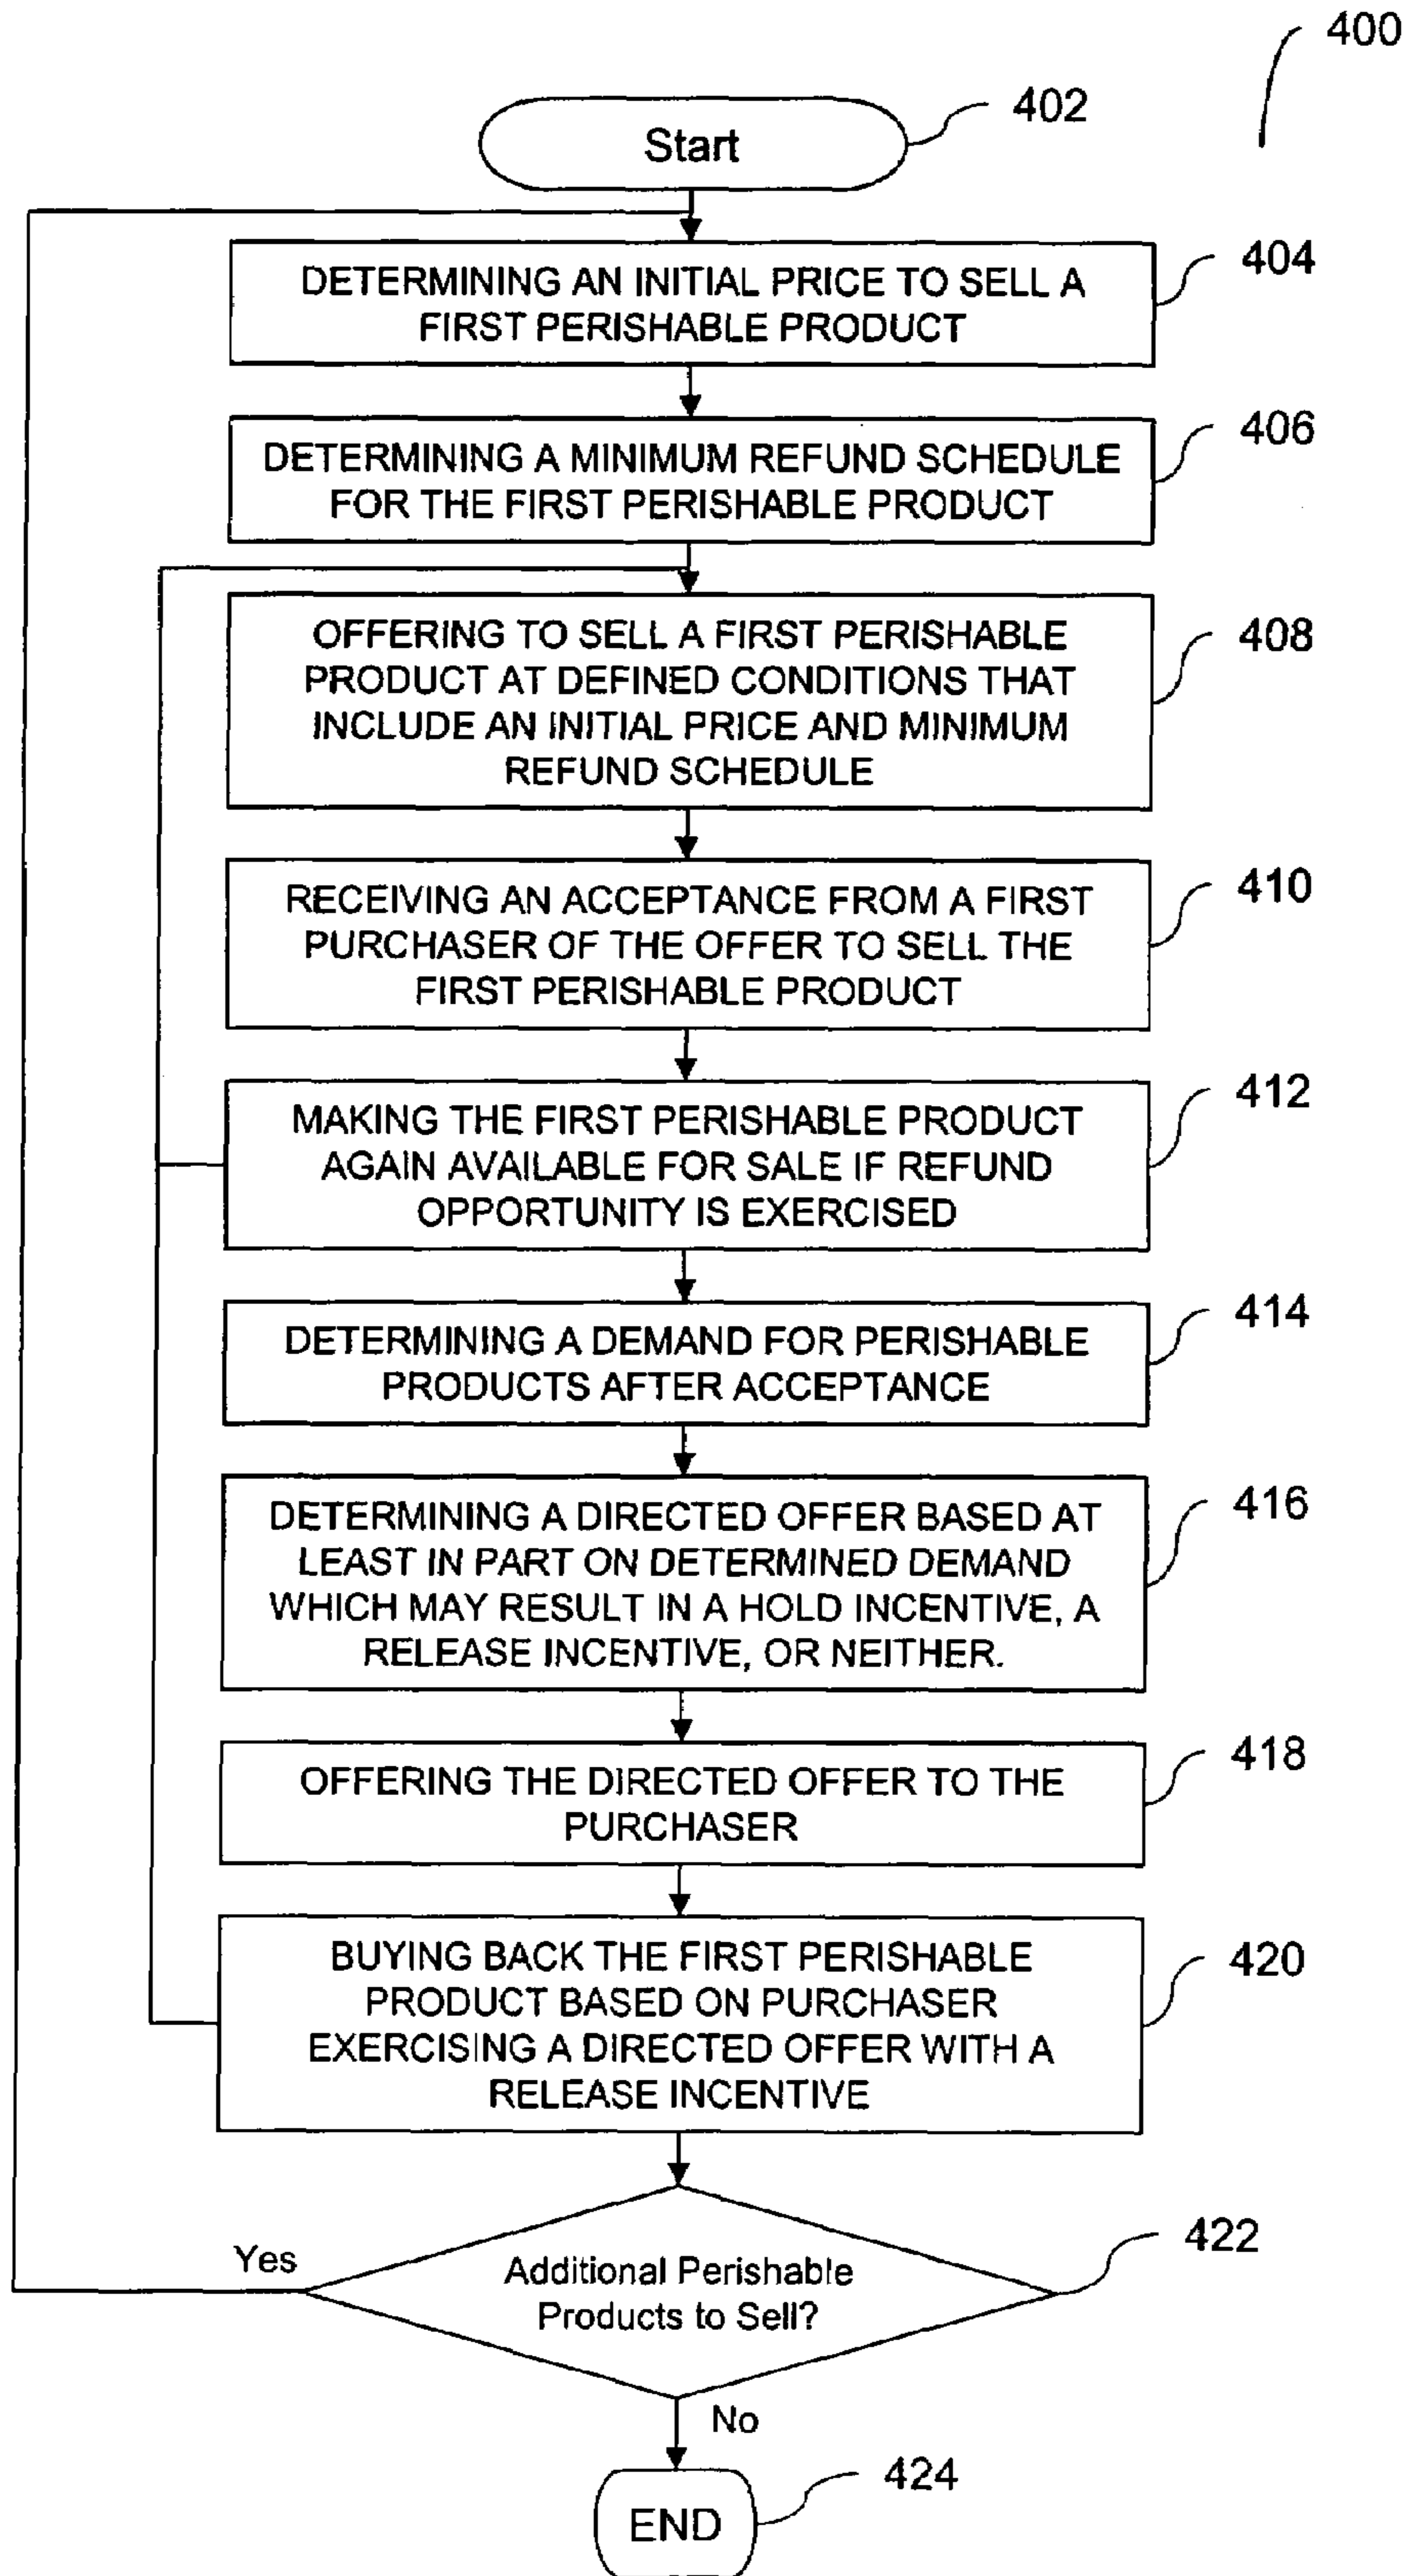 400
Start
402
DETERMINING AN INITIAL PRICE TO SELL A
FIRST PERISHABLE PRODUCT
404
DETERMINING A MINIMUM REFUND SCHEDULE
FOR THE FIRST PERISHABLE PRODUCT
406
OFFERING TO SELL A FIRST PERISHABLE
PRODUCT AT DEFINED CONDITIONS THAT
INCLUDE AN INITIAL PRICE AND MINIMUM
REFUND SCHEDULE
408
RECEIVING AN ACCEPTANCE FROM A FIRST
PURCHASER OF THE OFFER TO SELL THE
FIRST PERISHABLE PRODUCT
410
MAKING THE FIRST PERISHABLE PRODUCT
AGAIN AVAILABLE FOR SALE IF REFUND
OPPORTUNITY IS EXERCISED
412
DETERMINING A DEMAND FOR PERISHABLE
PRODUCTS AFTER ACCEPTANCE
414
DETERMINING A DIRECTED OFFER BASED AT
LEAST IN PART ON DETERMINED DEMAND
WHICH MAY RESULT IN A HOLD INCENTIVE, A
RELEASE INCENTIVE, OR NEITHER.
416
OFFERING THE DIRECTED OFFER TO THE
PURCHASER
418
BUYING BACK THE FIRST PERISHABLE
PRODUCT BASED ON PURCHASER
EXERCISING A DIRECTED OFFER WITH A
RELEASE INCENTIVE
420
Yes
Additional Perishable
Products to Sell?
422
No
END
424